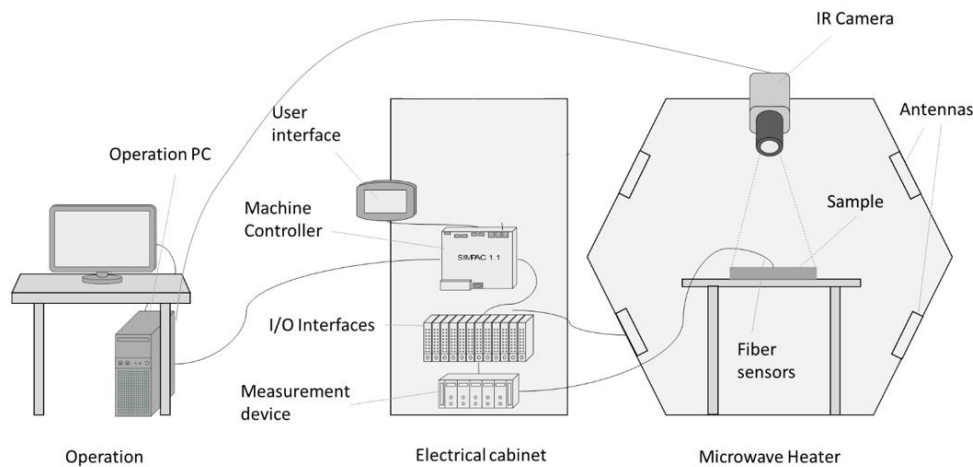 IR Camera
User
interface
Antennas
Operation PC
Machine
Controller
Sample
SIMPAC 1.1
I/O Interfaces
Fiber
sensors
Measurement
device
Operation
Electrical cabinet
Microwave Heater